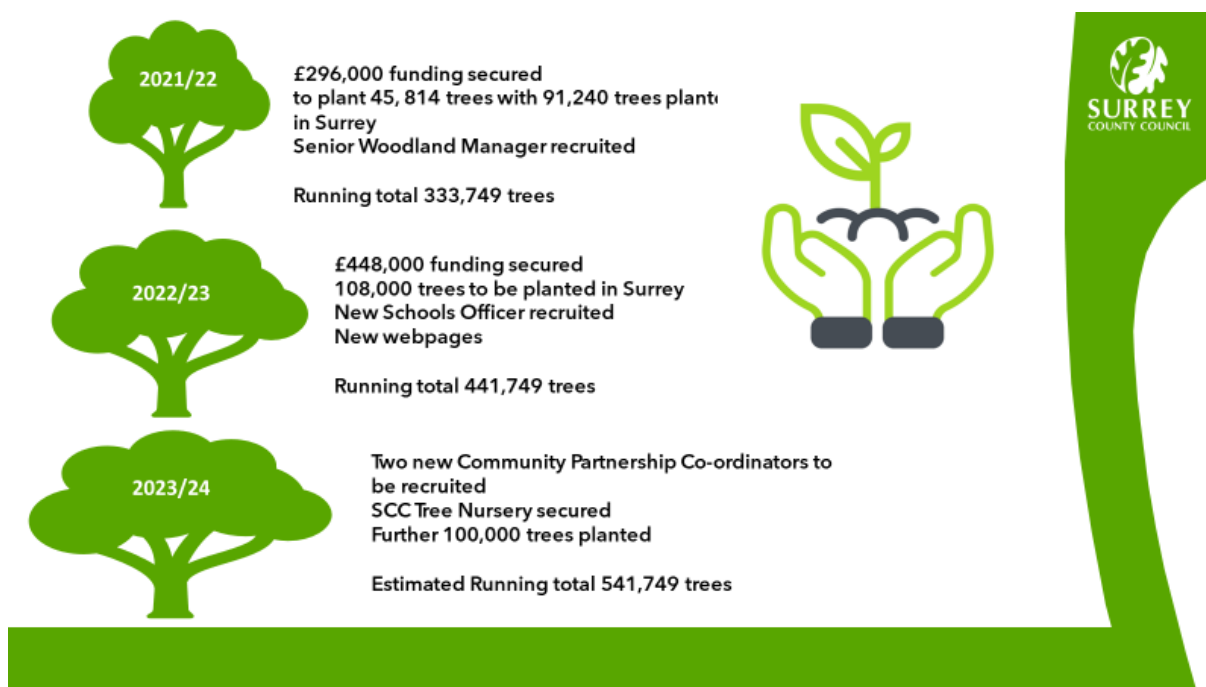 2021/22
£296,000 funding secured
to plant 45, 814 trees with 91,240 trees plante
in Surrey
Senior Woodland Manager recruited
Running total 333,749 trees
2022/23
£448,000 funding secured
108,000 trees to be planted in Surrey
New Schools Officer recruited
New webpages
Running total 441,749 trees
2023/24
Two new Community Partnership Co-ordinators to
be recruited
SCC Tree Nursery secured
Further 100,000 trees planted
Estimated Running total 541,749 trees
SURREY
COUNTY COUNCIL